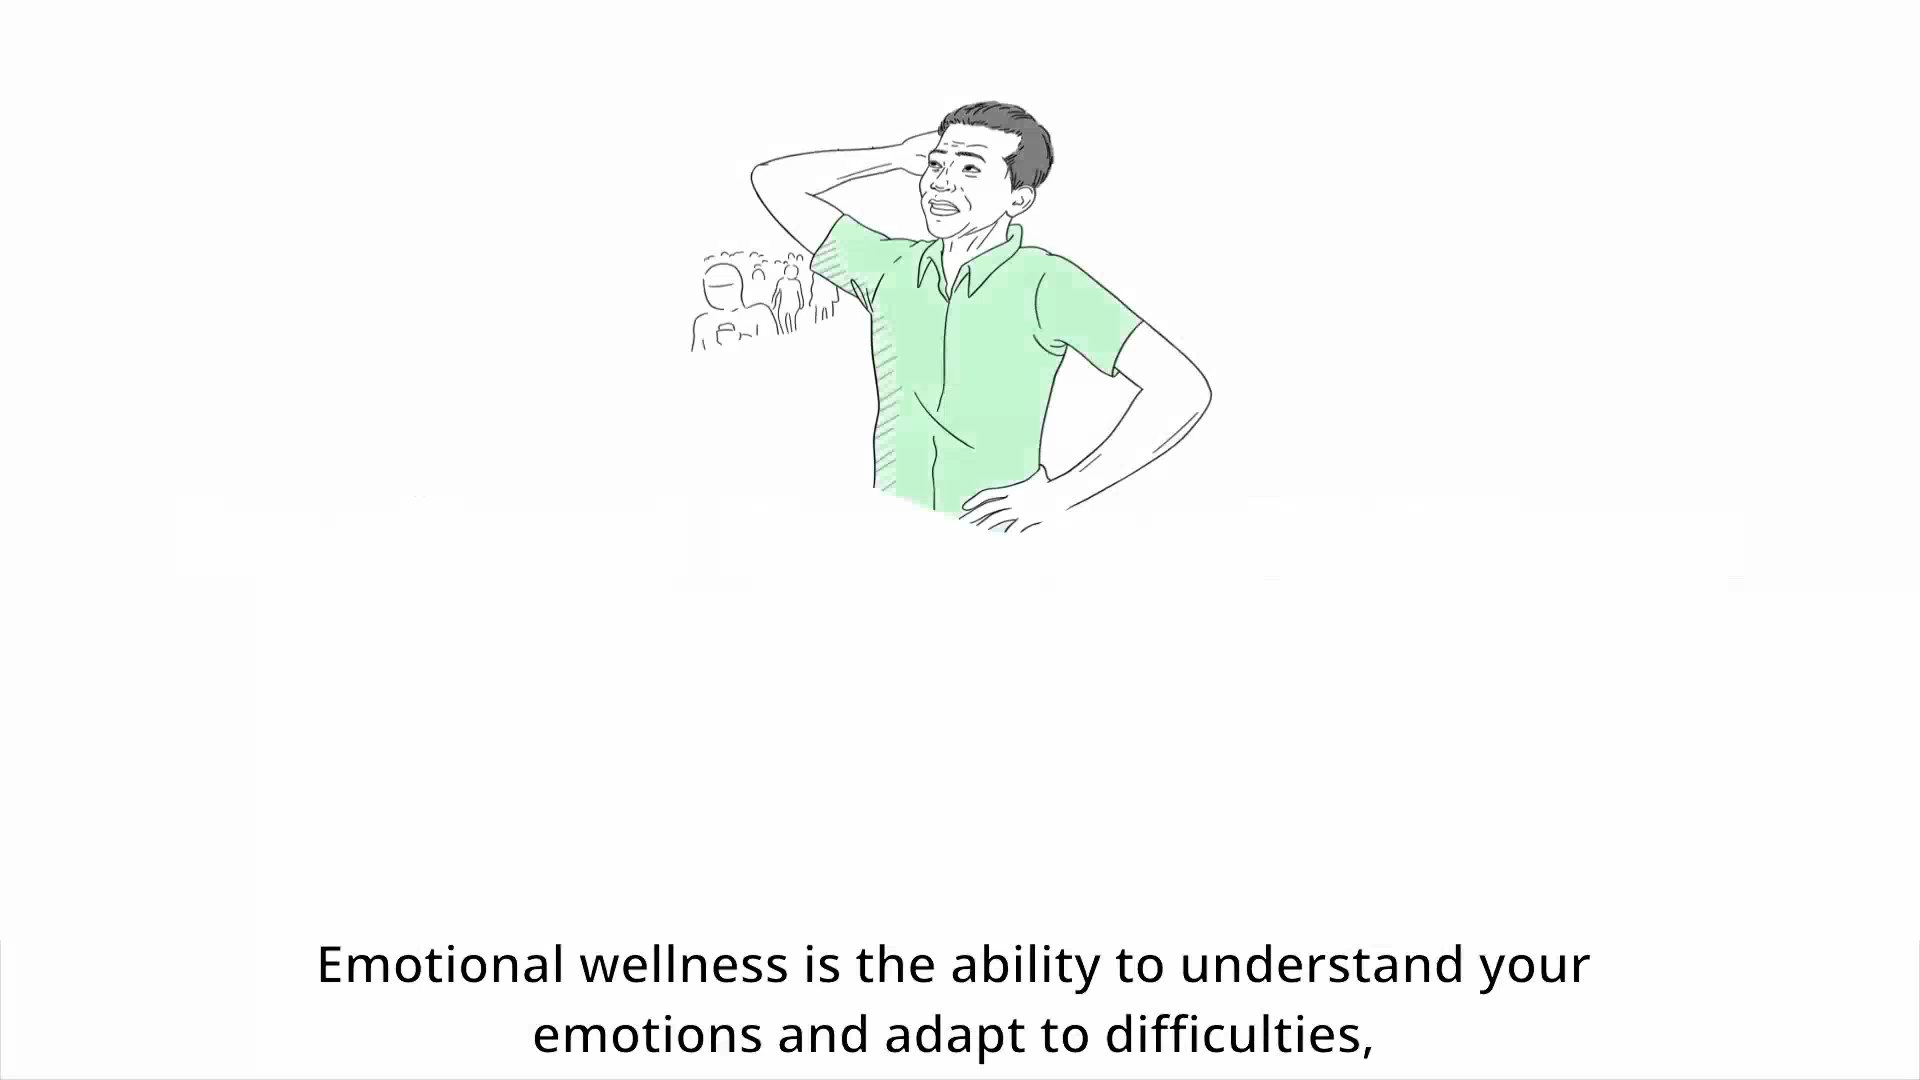 Emotional wellness is the ability to understand your
emotions and adapt to difficulties,